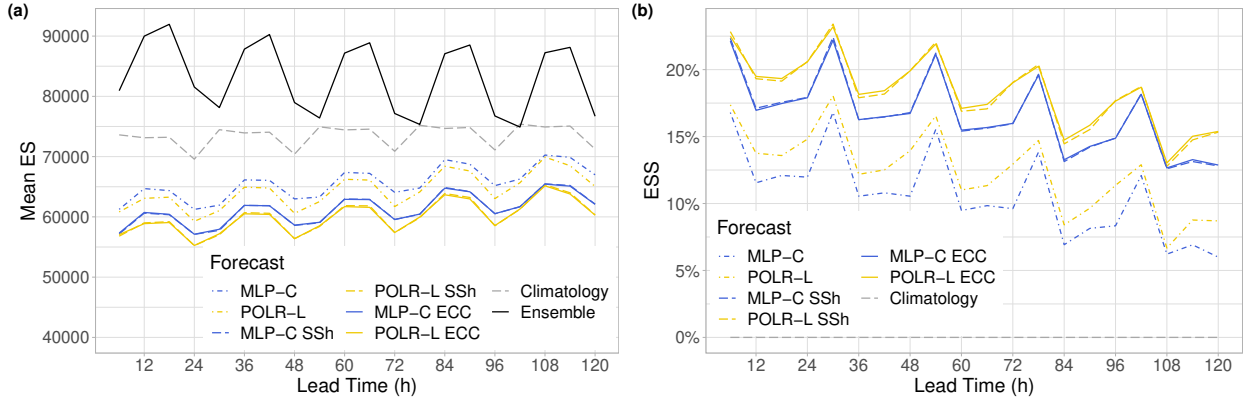 (a)
Mean ES
90000
80000
70000
60000
50000
40000
Forecast
MLP−C
POLR−L
MLP−C SSh
POLR−L SSh
MLP−C ECC
POLR−L ECC
Climatology
Ensemble
12 24 36 48 60 72 84 96 108 120
Lead Time (h)
(b)
ESS
20%
15%
10%
5%
0%
Forecast
MLP−C
POLR−L
MLP−C SSh
POLR−L SSh
MLP−C ECC
POLR−L ECC
Climatology
12 24 36 48 60 72 84 96 108 120
Lead Time (h)